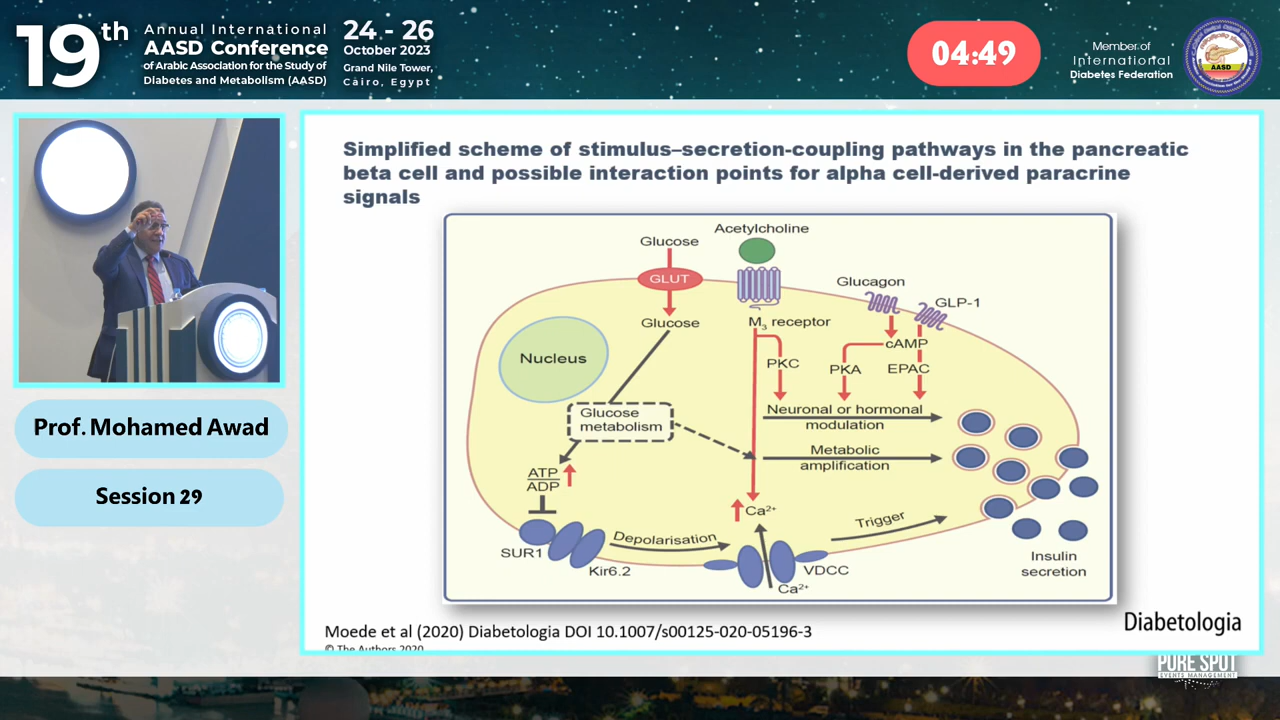 19th
Annual International
AASD Conference
of Arabic Association for the Study of
Diabetes and Metabolism (AASD)
24 - 26
October 2023
Grand Nile Tower,
Cairo, Egypt
04:49
Member of
International
Diabetes Federation
AASD
Simplified scheme of stimulus–secretion-coupling pathways in the pancreatic
beta cell and possible interaction points for alpha cell-derived paracrine
signals
Acetylcholine
Glucose
GLUT
Glucagon
GLP-1
Glucose
M3 receptor
cAMP
Nucleus
PKC
PKA
EPAC
Glucose
metabolism
Neuronal or hormonal
modulation
Metabolic
amplification
ATP
ADP
Ca²⁺
Trigger
Depolarisation
SUR1
Kir6.2
VDCC
Ca²⁺
Insulin
secretion
Prof. Mohamed Awad
Session 29
Moede et al (2020) Diabetologia DOI 10.1007/s00125-020-05196-3
© The Authors 2020
Diabetologia
PURE SPOT
EVENTS MANAGEMENT